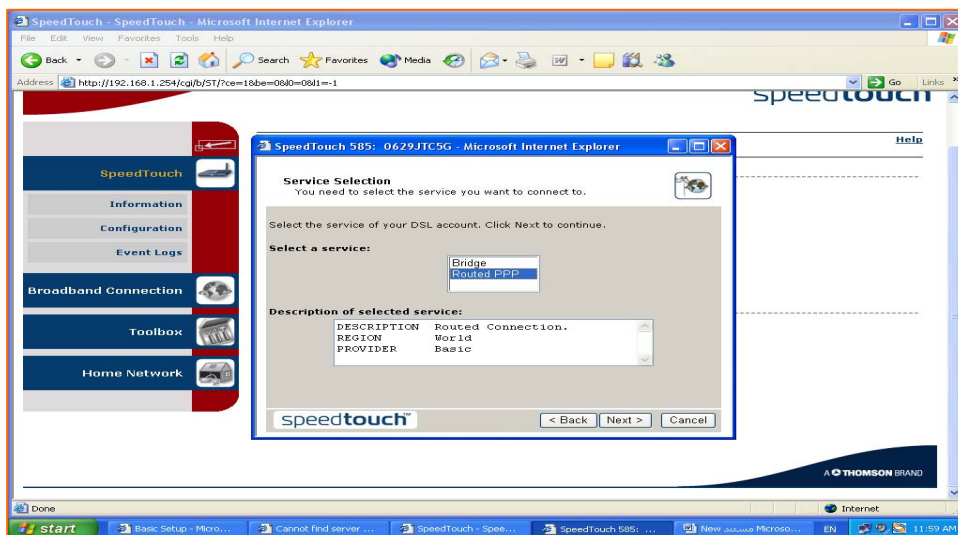 SpeedTouch - SpeedTouch - Microsoft Internet Explorer
File Edit View Favorites Tools Help
Back Search Favorites Media
Address http://192.168.1.254/cgi/b/ST/?ce=1&be=0&l0=0&l1=-1 Go Links
speedtouch
Help
SpeedTouch
Information
Configuration
Event Logs
Broadband Connection
Toolbox
Home Network
SpeedTouch 585: 0629JTC5G - Microsoft Internet Explorer
Service Selection
You need to select the service you want to connect to.
Select the service of your DSL account. Click Next to continue.
Select a service:
Bridge
Routed PPP
Description of selected service:
DESCRIPTION Routed Connection.
REGION World
PROVIDER Basic
speedtouch™
< Back Next > Cancel
A THOMSON BRAND
Done Internet
start Basic Setup - Micro... Cannot find server ... SpeedTouch - Spee... SpeedTouch 585: ... New Microso... EN 11:59 AM